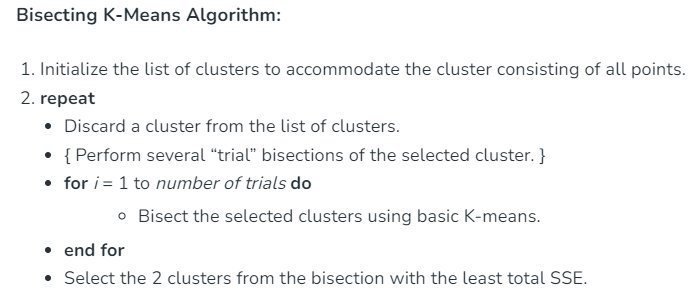 Bisecting K-Means Algorithm:
1. Initialize the list of clusters to accommodate the cluster consisting of all points.
2. repeat
• Discard a cluster from the list of clusters.
• { Perform several “trial” bisections of the selected cluster. }
• for i = 1 to number of trials do
○ Bisect the selected clusters using basic K-means.
• end for
• Select the 2 clusters from the bisection with the least total SSE.